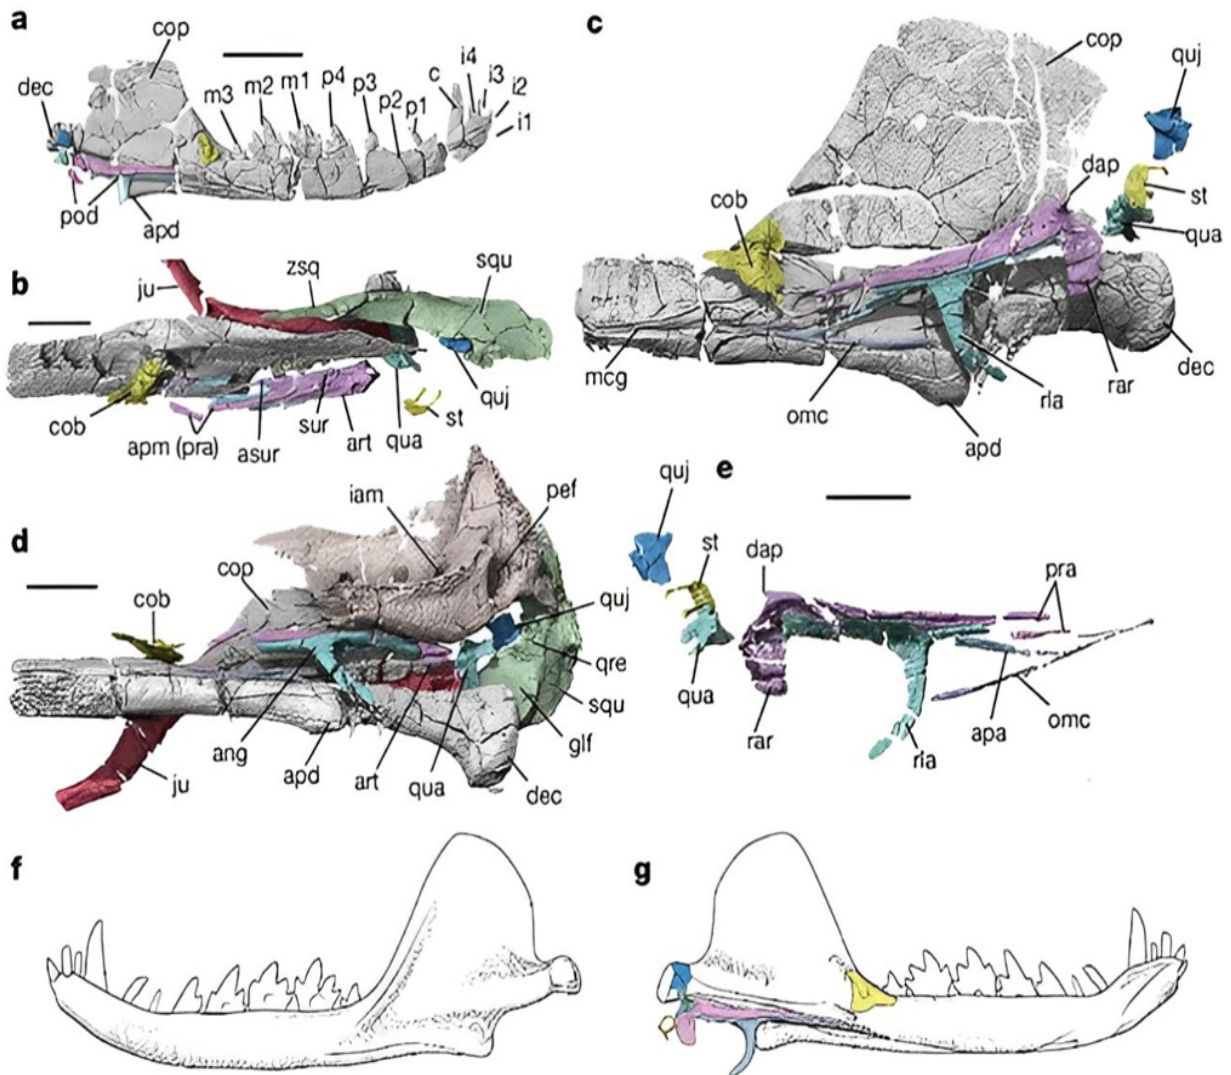 a
cop
dec
m3
m2
m1
p4
p3
p2
p1
c
i4
i3
i2
i1
pod
apd
b
ju
zsq
squ
cob
apm (pra)
asur
sur
art
qua
st
quj
c
cop
quj
dap
st
qua
cob
mcg
omc
apd
rla
rar
dec
d
iam
pef
cop
cob
quj
qre
squ
glf
ju
ang
apd
art
qua
dec
e
quj
st
dap
pra
qua
rar
rla
apa
omc
f
g